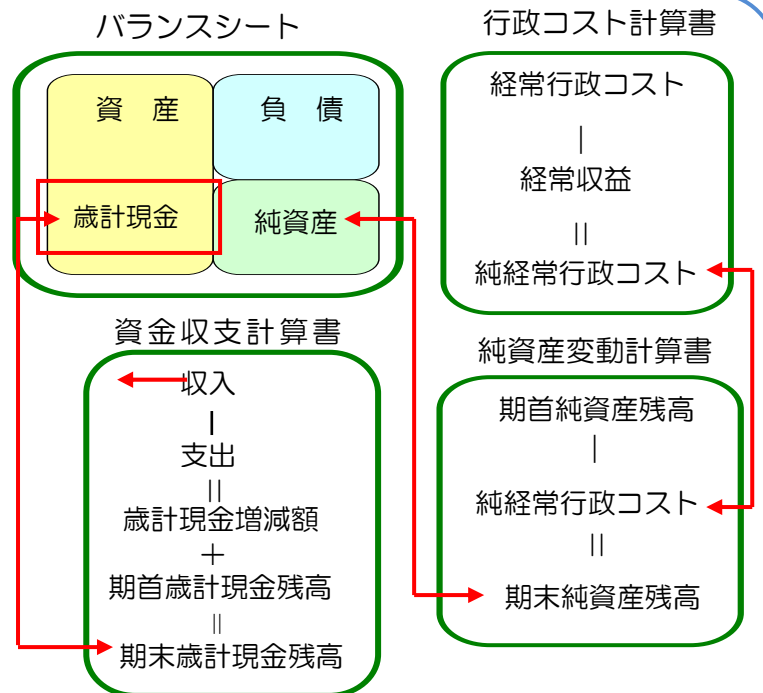 バランスシート
資　産
負　債
歳計現金
純資産
行政コスト計算書
経常行政コスト
｜
経常収益
||
純経常行政コスト
資金収支計算書
収入
｜
支出
||
歳計現金増減額
＋
期首歳計現金残高
||
期末歳計現金残高
純資産変動計算書
期首純資産残高
｜
純経常行政コスト
||
期末純資産残高